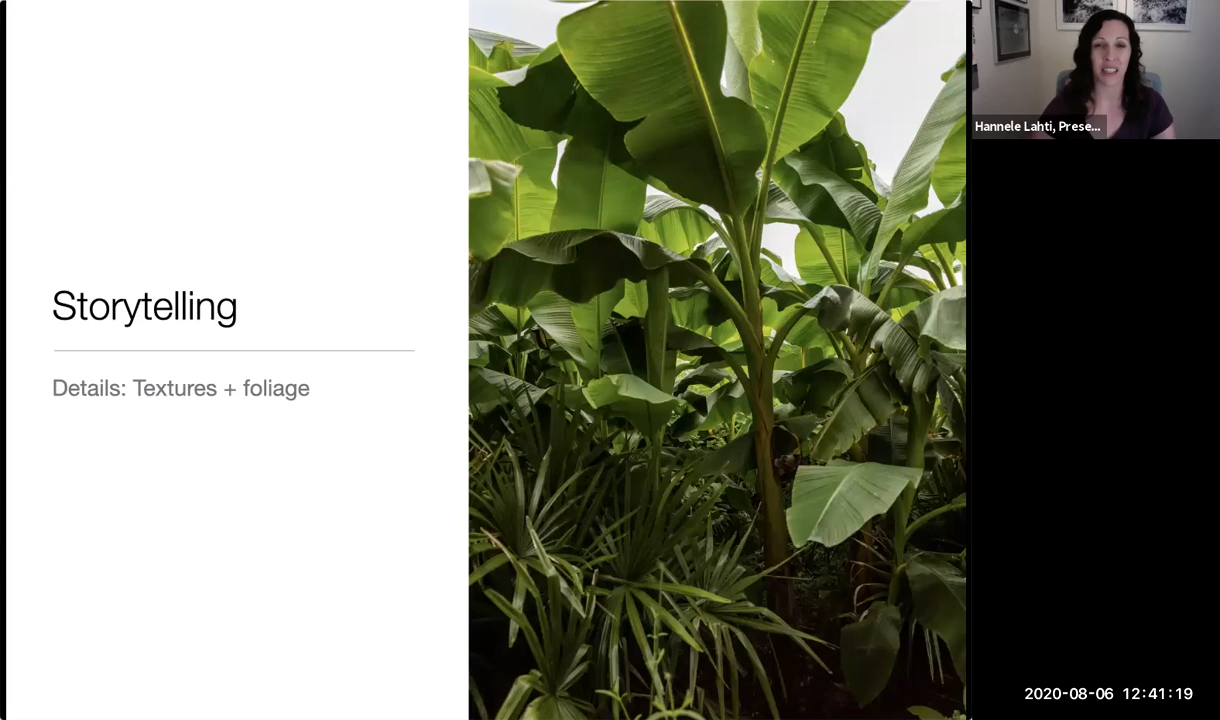 Storytelling
Details: Textures + foliage
Hannele Lahti, Prese...
2020-08-06 12:41:19